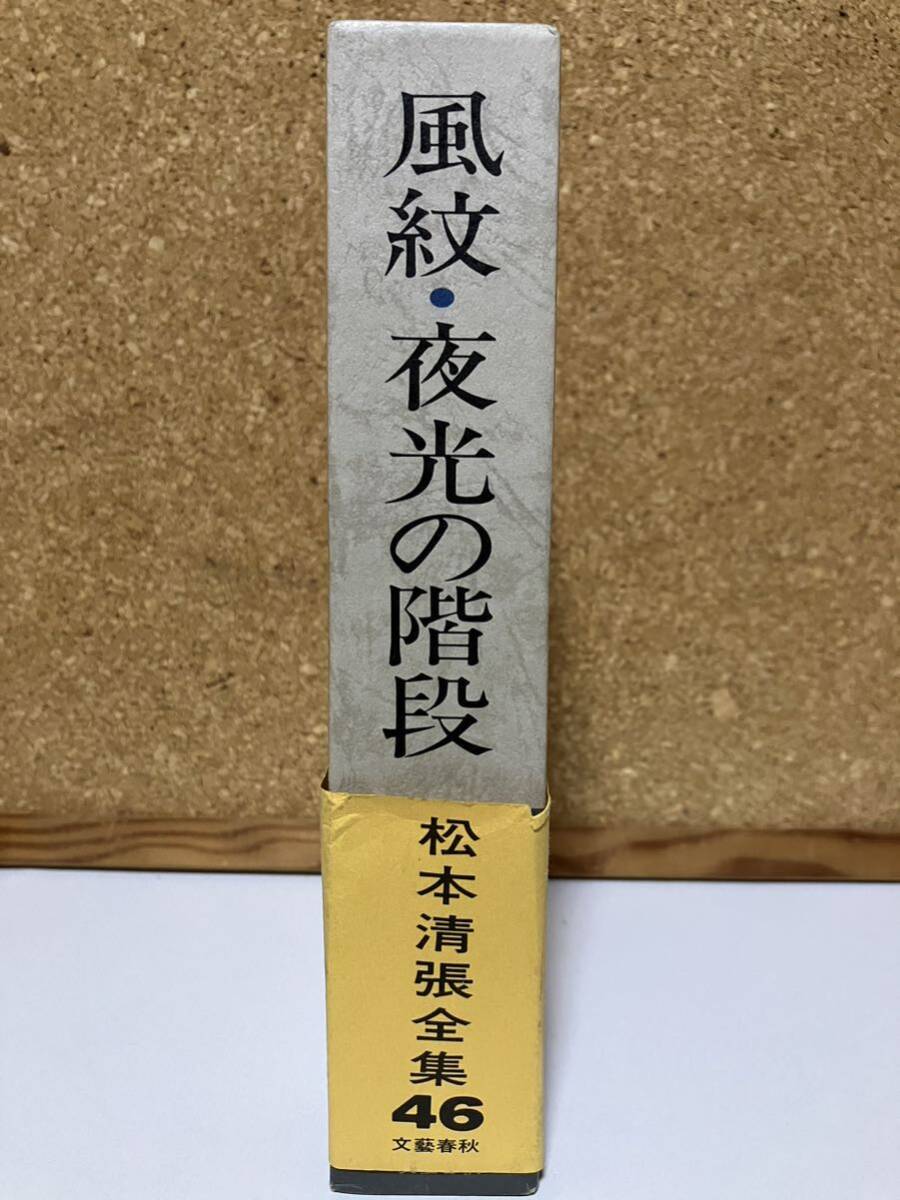 風紋・夜光の階段
松本清張全集
46
文藝春秋